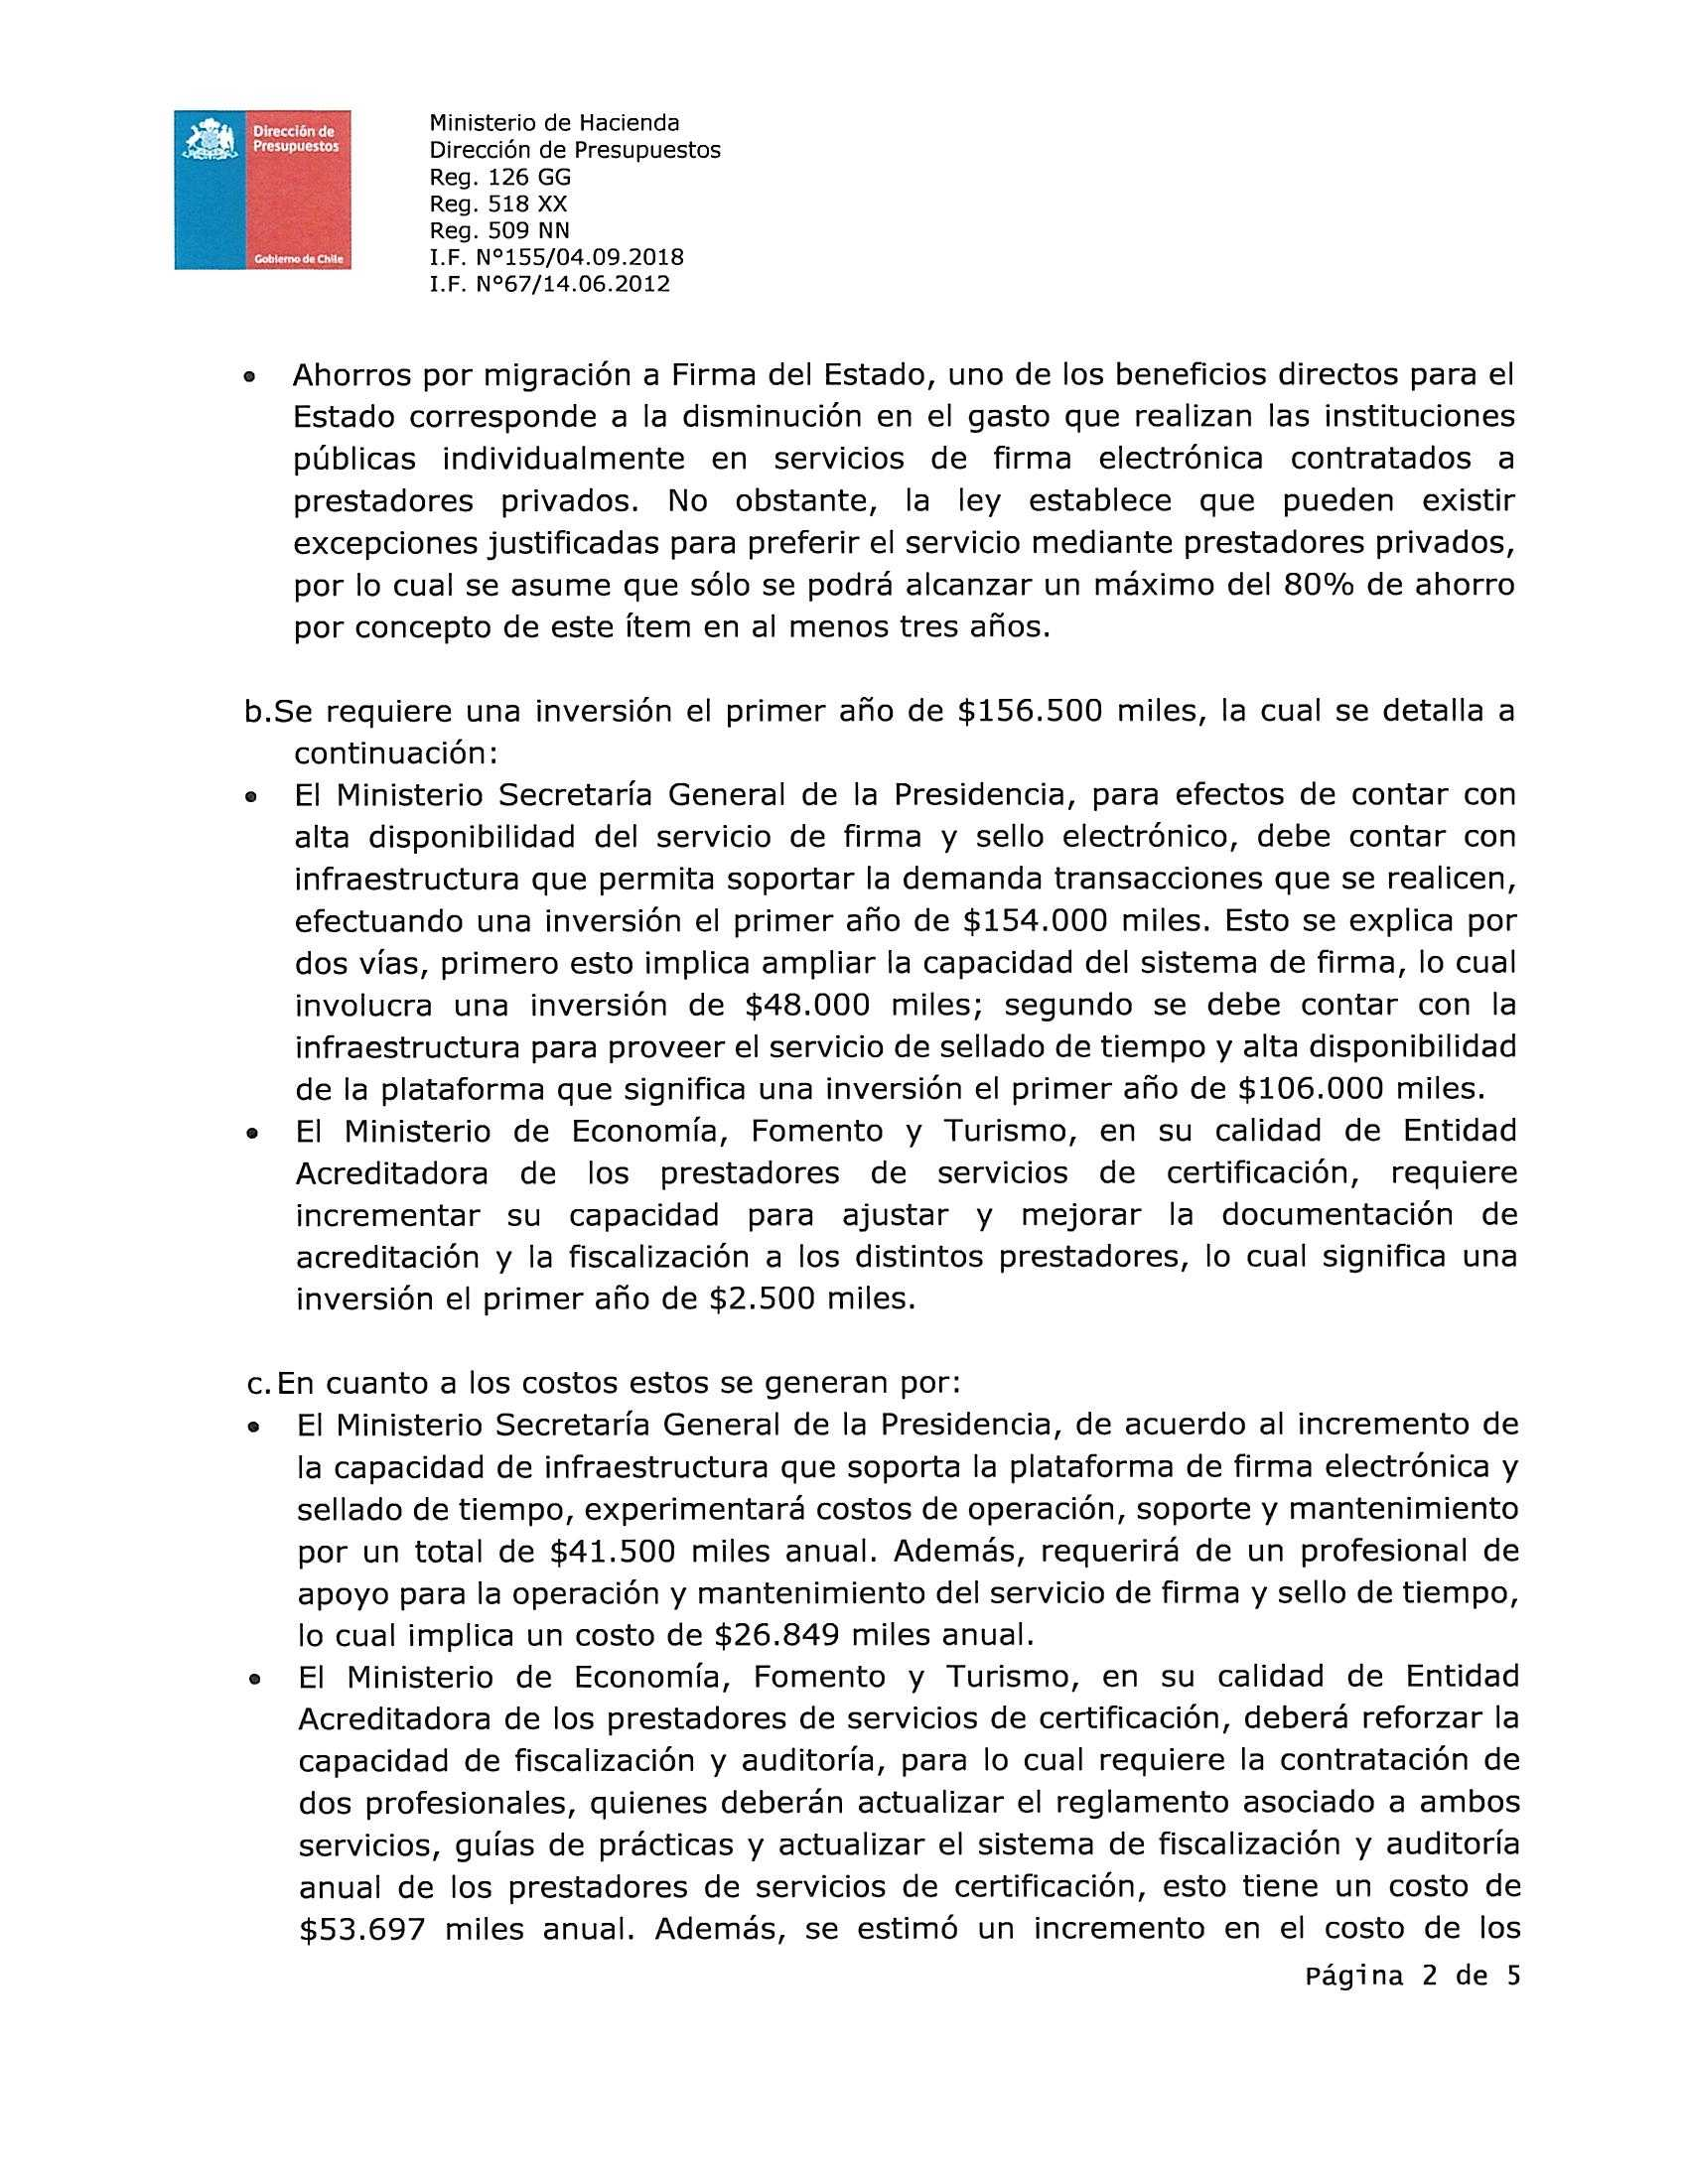 Dirección de
Presupuestos
Gobierno de Chile
Ministerio de Hacienda
Dirección de Presupuestos
Reg. 126 GG
Reg. 518 XX
Reg. 509 NN
I.F. N°155/04.09.2018
I.F. N°67/14.06.2012
• Ahorros por migración a Firma del Estado, uno de los beneficios directos para el
Estado corresponde a la disminución en el gasto que realizan las instituciones
públicas individualmente en servicios de firma electrónica contratados a
prestadores privados. No obstante, la ley establece que pueden existir
excepciones justificadas para preferir el servicio mediante prestadores privados,
por lo cual se asume que sólo se podrá alcanzar un máximo del 80% de ahorro
por concepto de este ítem en al menos tres años.
b.Se requiere una inversión el primer año de $156.500 miles, la cual se detalla a
continuación:
• El Ministerio Secretaría General de la Presidencia, para efectos de contar con
alta disponibilidad del servicio de firma y sello electrónico, debe contar con
infraestructura que permita soportar la demanda transacciones que se realicen,
efectuando una inversión el primer año de $154.000 miles. Esto se explica por
dos vías, primero esto implica ampliar la capacidad del sistema de firma, lo cual
involucra una inversión de $48.000 miles; segundo se debe contar con la
infraestructura para proveer el servicio de sellado de tiempo y alta disponibilidad
de la plataforma que significa una inversión el primer año de $106.000 miles.
• El Ministerio de Economía, Fomento y Turismo, en su calidad de Entidad
Acreditadora de los prestadores de servicios de certificación, requiere
incrementar su capacidad para ajustar y mejorar la documentación de
acreditación y la fiscalización a los distintos prestadores, lo cual significa una
inversión el primer año de $2.500 miles.
c. En cuanto a los costos estos se generan por:
• El Ministerio Secretaría General de la Presidencia, de acuerdo al incremento de
la capacidad de infraestructura que soporta la plataforma de firma electrónica y
sellado de tiempo, experimentará costos de operación, soporte y mantenimiento
por un total de $41.500 miles anual. Además, requerirá de un profesional de
apoyo para la operación y mantenimiento del servicio de firma y sello de tiempo,
lo cual implica un costo de $26.849 miles anual.
• El Ministerio de Economía, Fomento y Turismo, en su calidad de Entidad
Acreditadora de los prestadores de servicios de certificación, deberá reforzar la
capacidad de fiscalización y auditoría, para lo cual requiere la contratación de
dos profesionales, quienes deberán actualizar el reglamento asociado a ambos
servicios, guías de prácticas y actualizar el sistema de fiscalización y auditoría
anual de los prestadores de servicios de certificación, esto tiene un costo de
$53.697 miles anual. Además, se estimó un incremento en el costo de los
Página 2 de 5